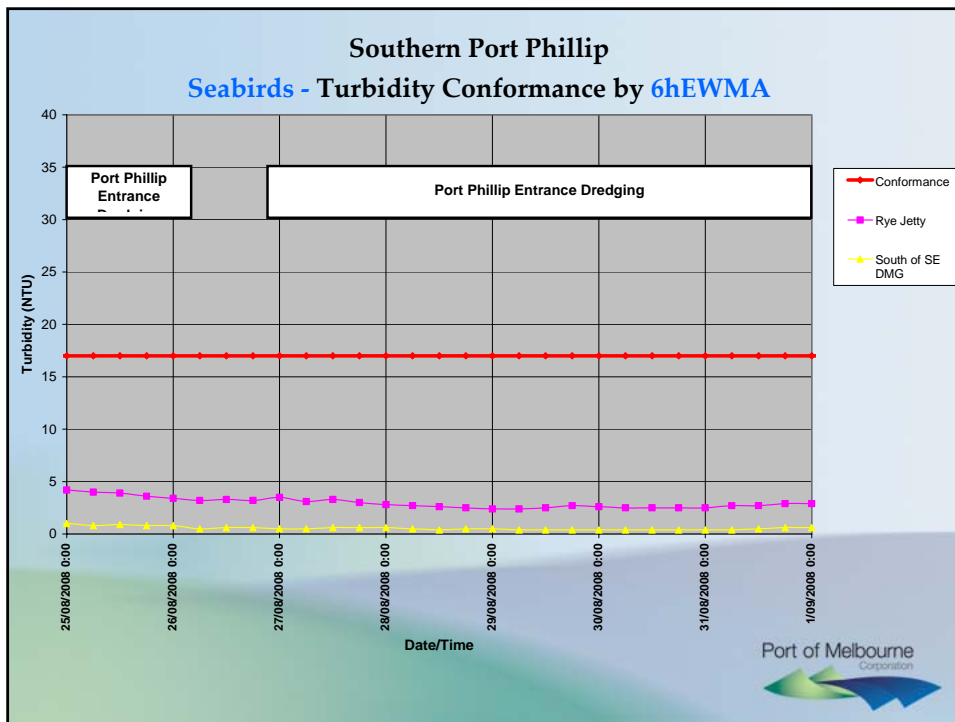 Southern Port Phillip
Seabirds - Turbidity Conformance by 6hEWMA
40
35
30
25
20
15
10
5
0
Turbidity (NTU)
Port Phillip
Entrance
Port Phillip Entrance Dredging
Conformance
Rye Jetty
South of SE
DMG
25/08/2008 0:00
26/08/2008 0:00
27/08/2008 0:00
28/08/2008 0:00
29/08/2008 0:00
30/08/2008 0:00
31/08/2008 0:00
1/09/2008 0:00
Date/Time
Port of Melbourne
Corporation